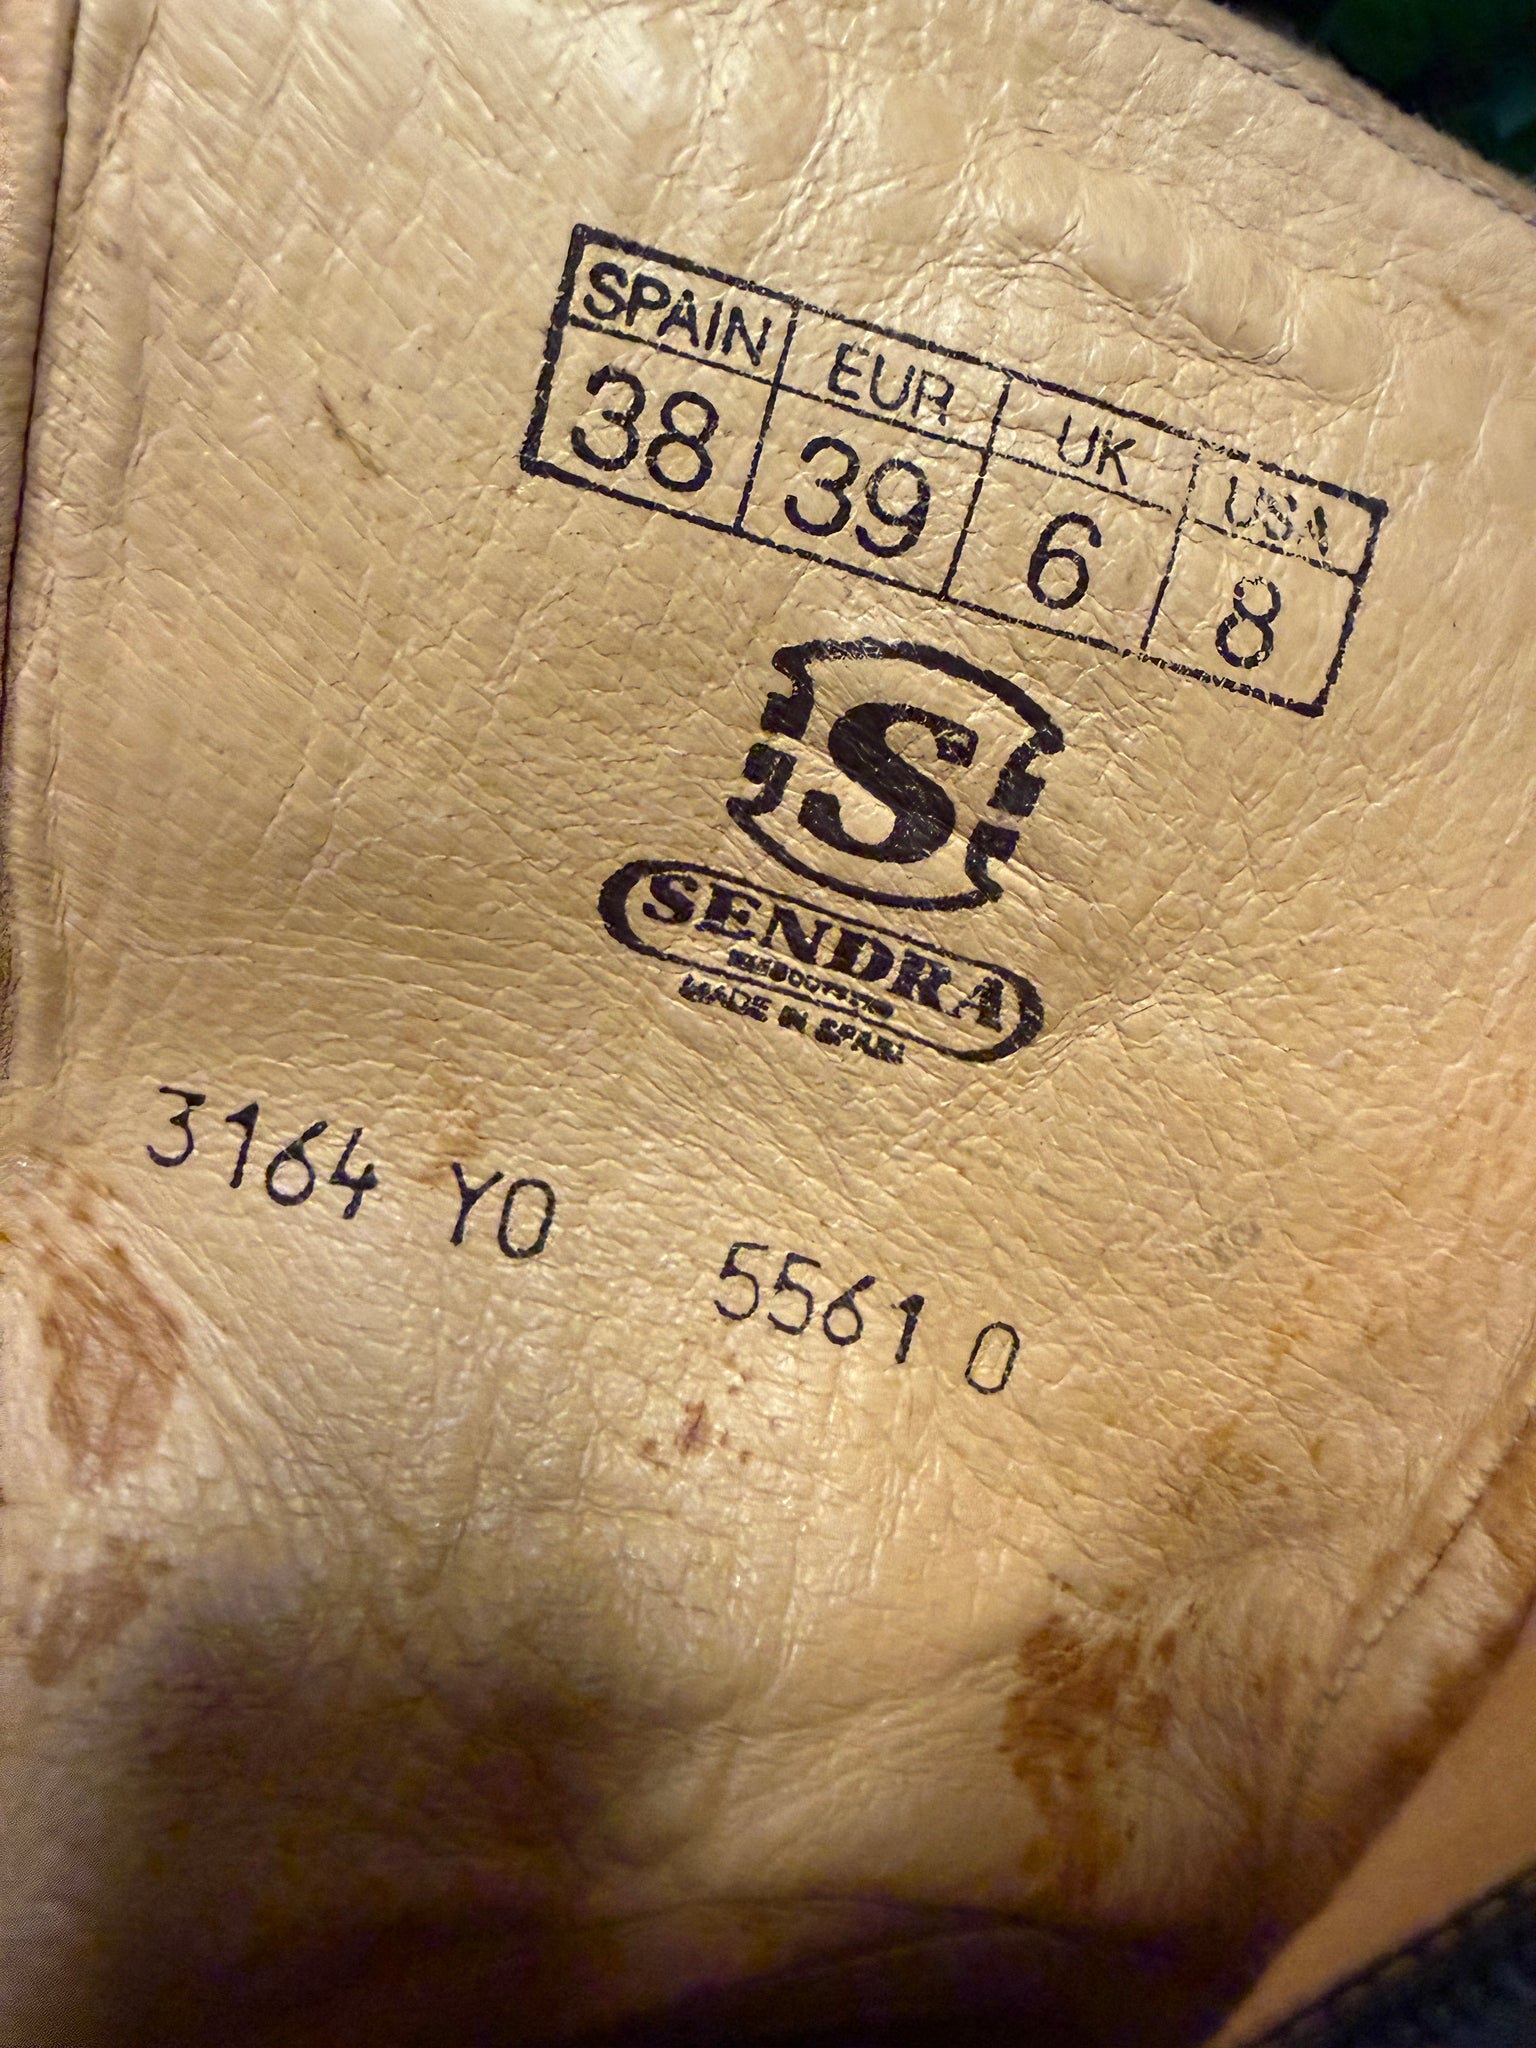 SPAIN EUR UK USA
38 39 6 8
S
SENDRA
MADE IN SPAIN
3164 YO 5561 0